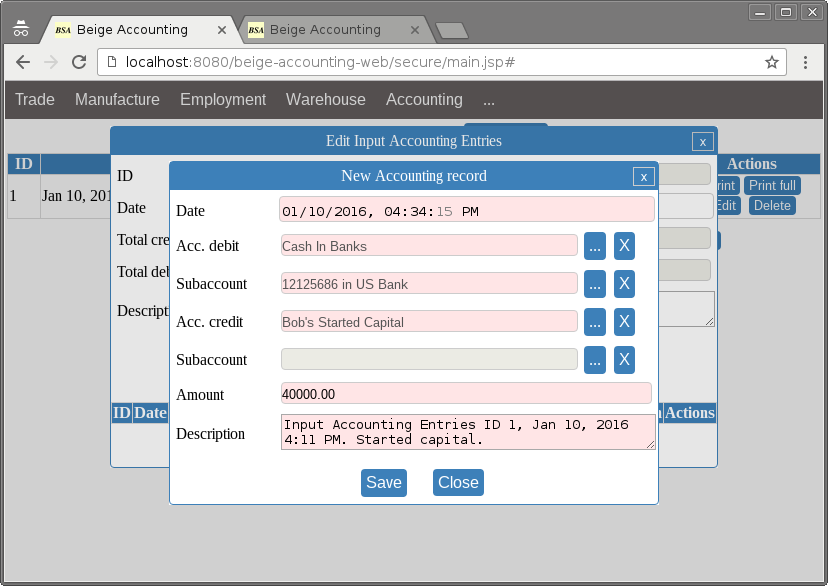 BSA Beige Accounting
BSA Beige Accounting
localhost:8080/beige-accounting-web/secure/main.jsp#
Trade Manufacture Employment Warehouse Accounting ...
Edit Input Accounting Entries x
ID Actions
New Accounting record x
ID
1 Jan 10, 201
Print full
Date
Date 01/10/2016, 04:34:15 PM
Edit Delete
Total cre
Acc. debit Cash In Banks ... X
Total deb
Subaccount 12125686 in US Bank ... X
Descripti
Acc. credit Bob's Started Capital ... X
Subaccount ... X
Amount 40000.00
ID Date Actions
Description Input Accounting Entries ID 1, Jan 10, 2016
4:11 PM. Started capital.
Save Close